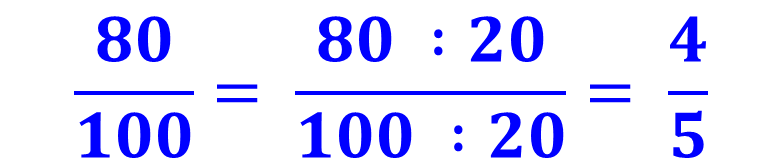 80/100 = 80 : 20/100 : 20 = 4/5